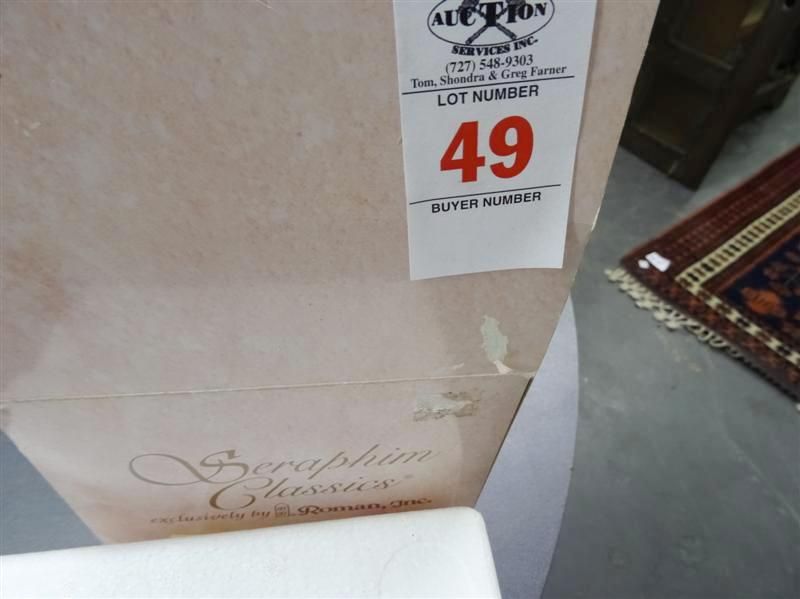 AUCTION
SERVICES INC.
(727) 548-9303
Tom, Shondra & Greg Farner
LOT NUMBER
49
BUYER NUMBER
Seraphim
Classics®
exclusively by Roman, Inc.